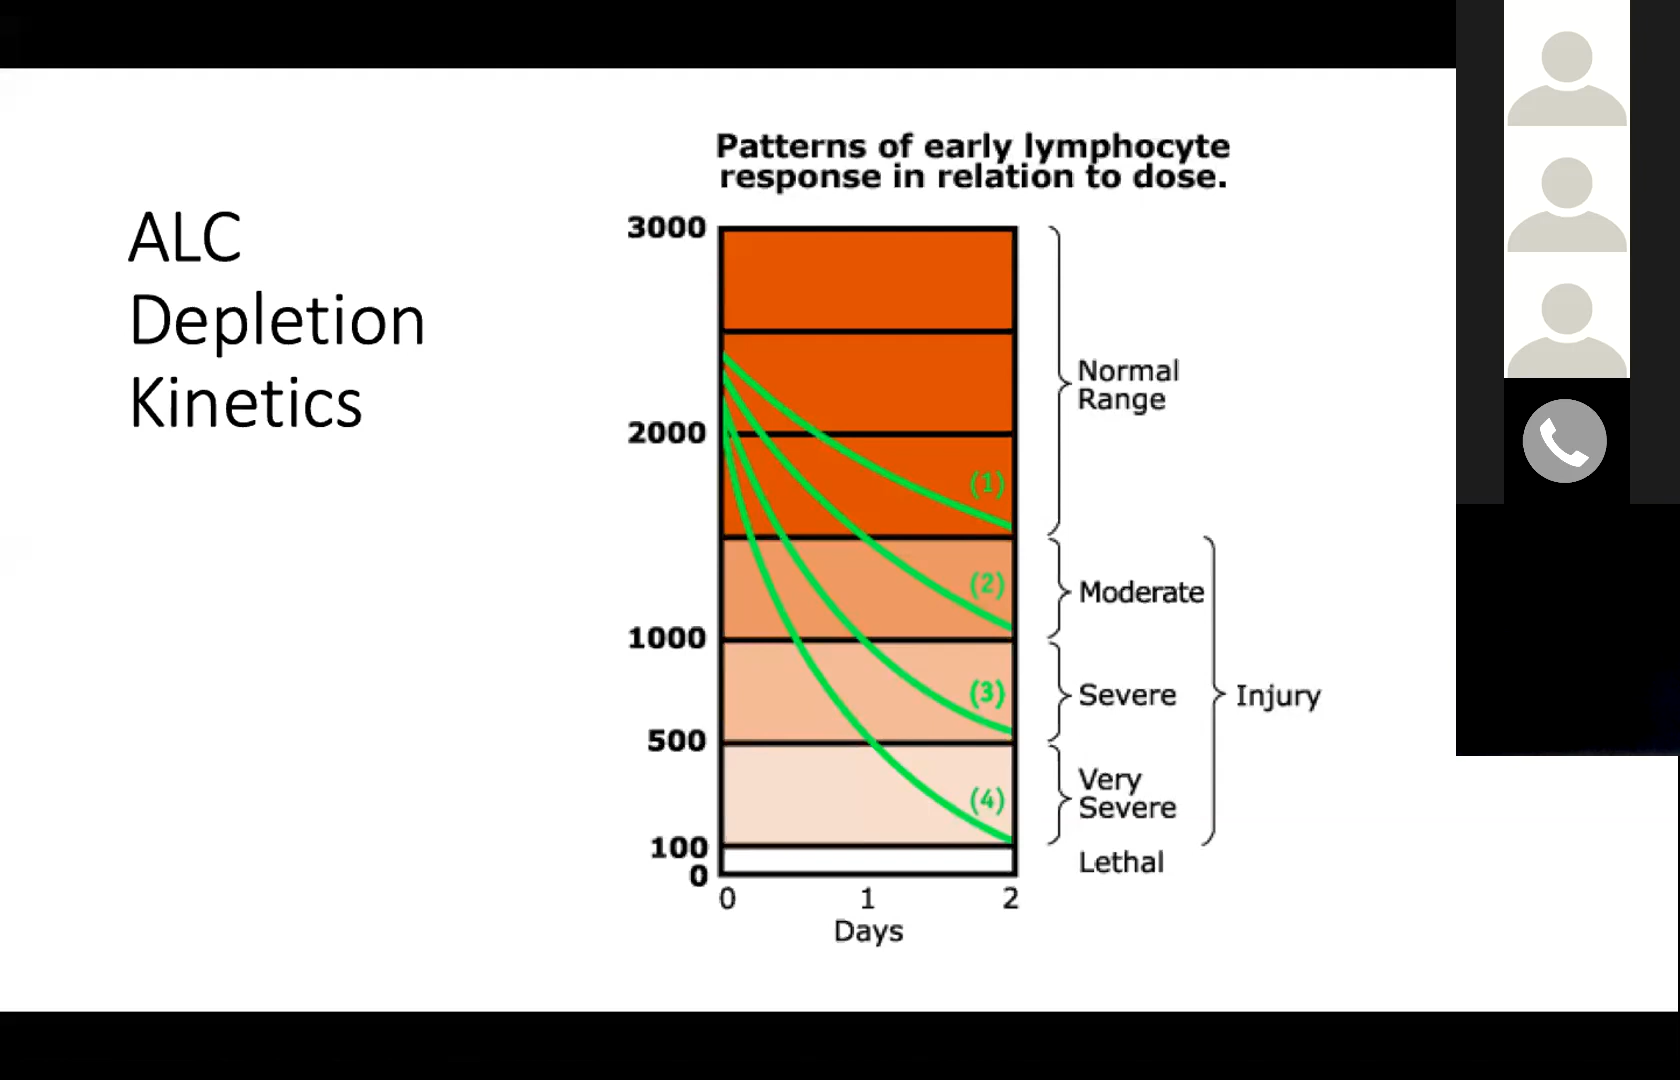 ALC
Depletion
Kinetics
Patterns of early lymphocyte
response in relation to dose.
3000
2000
1000
500
100
0
(1)
(2)
(3)
(4)
Normal
Range
Moderate
Severe
Very
Severe
Lethal
Injury
0 1 2
Days